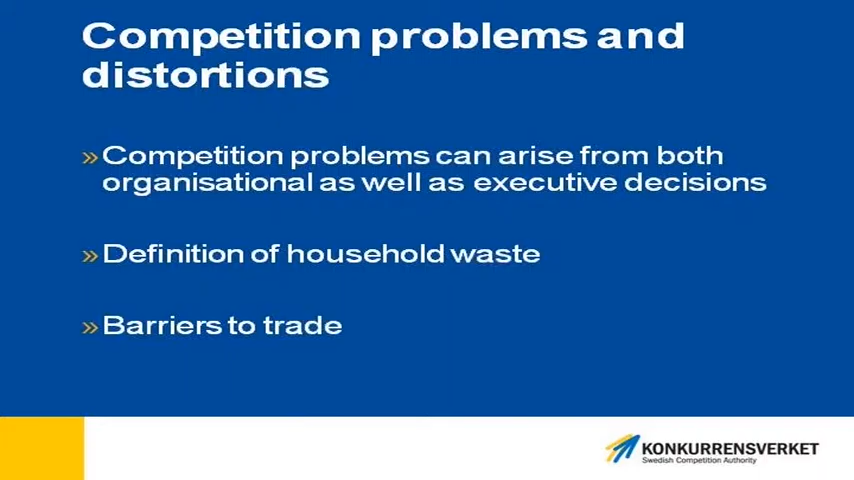 Competition problems and
distortions
» Competition problems can arise from both
organisational as well as executive decisions
» Definition of household waste
» Barriers to trade
KONKURRENSVERKET
Swedish Competition Authority